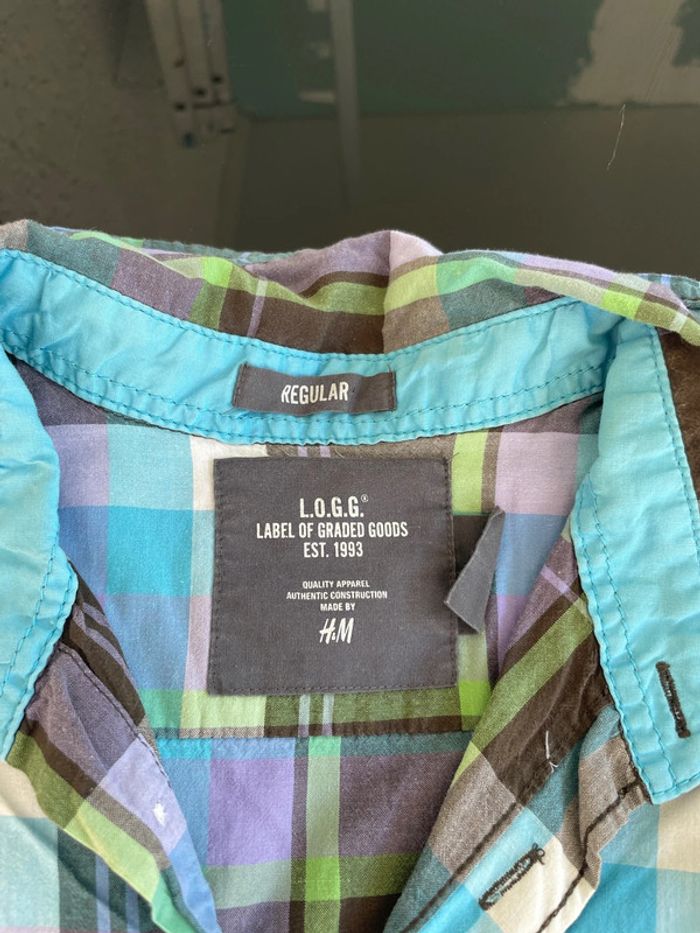 REGULAR
L.O.G.G.®
LABEL OF GRADED GOODS
EST. 1993
QUALITY APPAREL
AUTHENTIC CONSTRUCTION
MADE BY
H&M